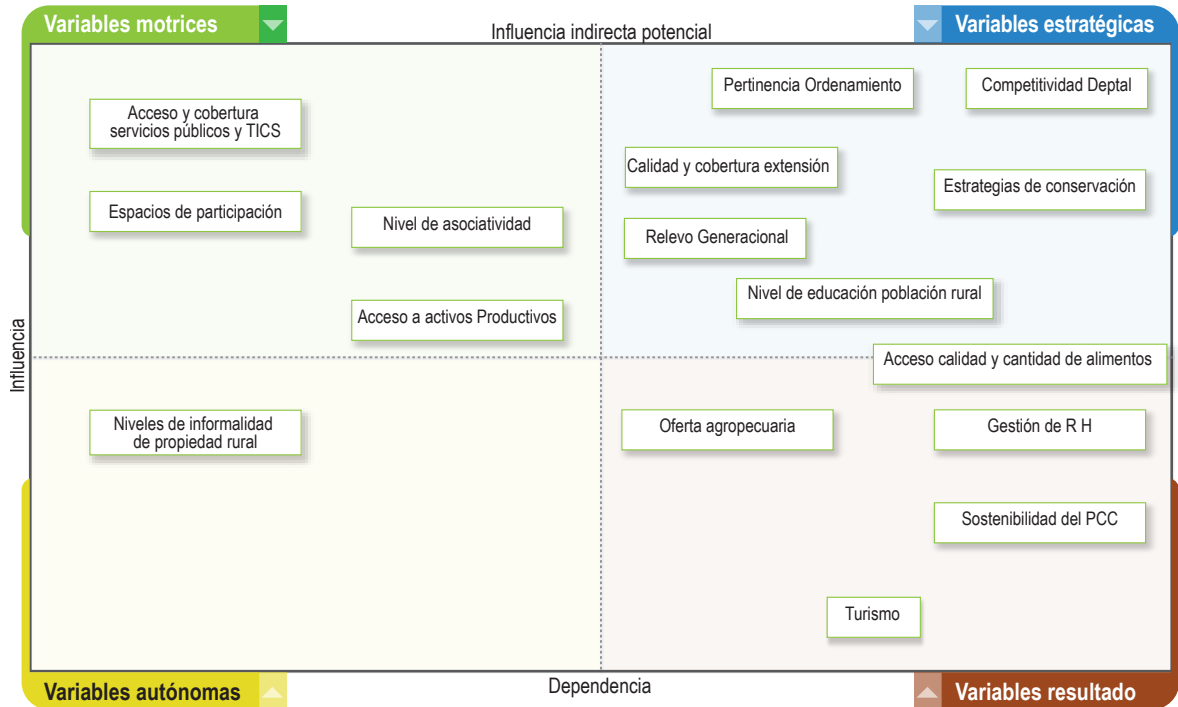 Variables motrices
Influencia indirecta potencial
Variables estratégicas
Pertinencia Ordenamiento
Competitividad Deptal
Acceso y cobertura
servicios públicos y TICS
Calidad y cobertura extensión
Estrategias de conservación
Espacios de participación
Nivel de asociatividad
Relevo Generacional
Nivel de educación población rural
Acceso a activos Productivos
Influencia
Acceso calidad y cantidad de alimentos
Niveles de informalidad
de propiedad rural
Oferta agropecuaria
Gestión de R H
Sostenibilidad del PCC
Turismo
Variables autónomas
Dependencia
Variables resultado